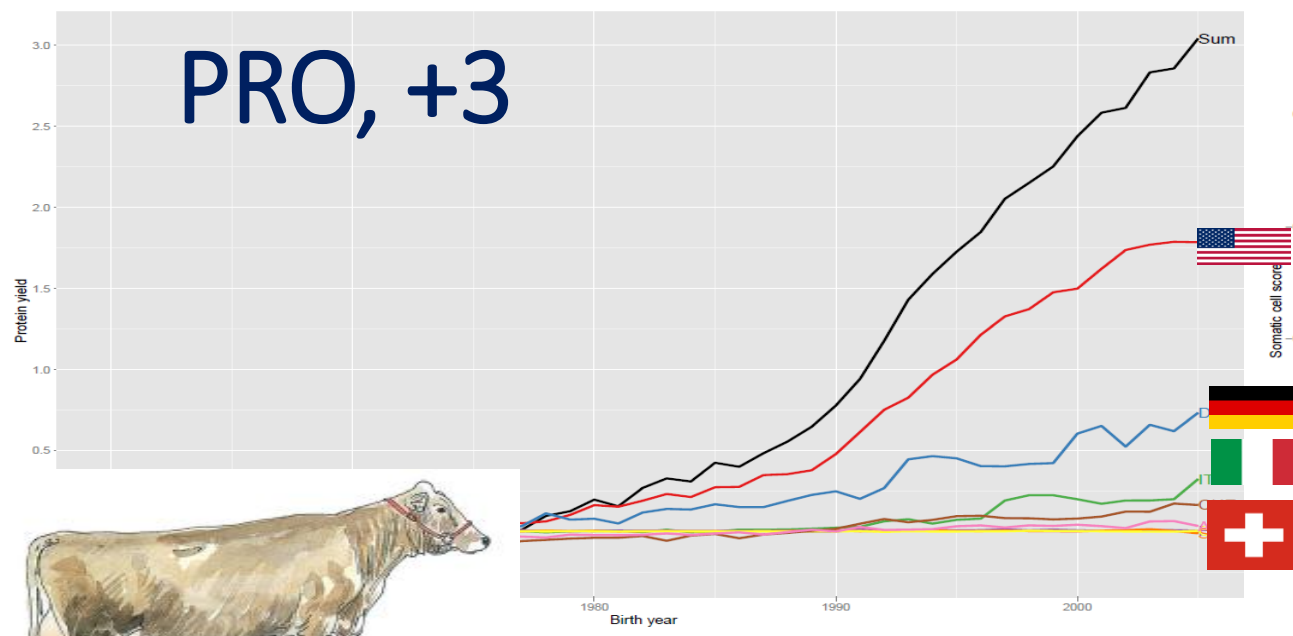 PRO, +3
Sum
3.0
2.5
2.0
1.5
1.0
0.5
Protein yield
Somatic cell score
D
IT
1980
1990
2000
Birth year